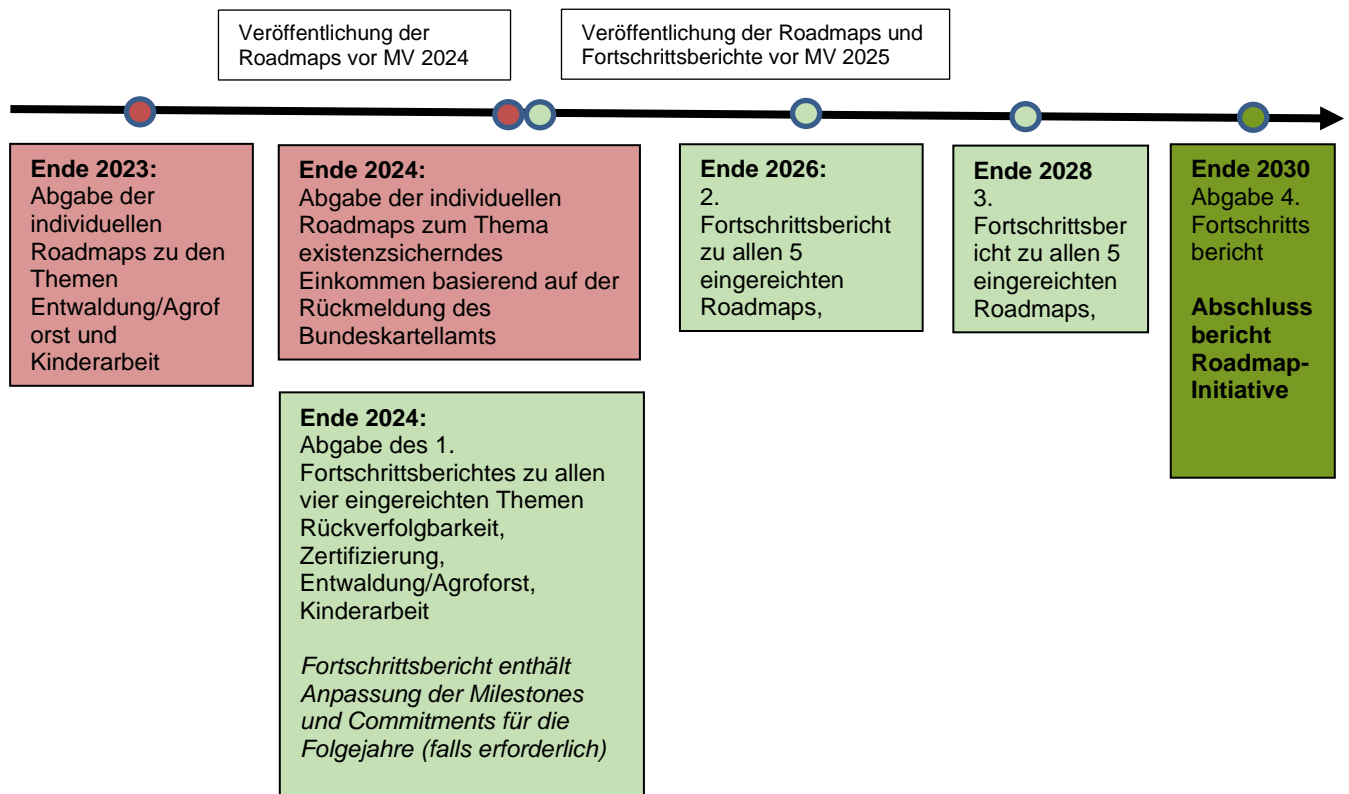 Veröffentlichung der
Roadmaps vor MV 2024
Veröffentlichung der Roadmaps und
Fortschrittsberichte vor MV 2025
Ende 2023:
Abgabe der
individuellen
Roadmaps zu den
Themen
Entwaldung/Agrof
orst und
Kinderarbeit
Ende 2024:
Abgabe der individuellen
Roadmaps zum Thema
existenzsicherndes
Einkommen basierend auf der
Rückmeldung des
Bundeskartellamts
Ende 2024:
Abgabe des 1.
Fortschrittsberichtes zu allen
vier eingereichten Themen
Rückverfolgbarkeit,
Zertifizierung,
Entwaldung/Agroforst,
Kinderarbeit
Fortschrittsbericht enthält
Anpassung der Milestones
und Commitments für die
Folgejahre (falls erforderlich)
Ende 2026:
2.
Fortschrittsbericht
zu allen 5
eingereichten
Roadmaps,
Ende 2028
3.
Fortschrittsber
icht zu allen 5
eingereichten
Roadmaps,
Ende 2030
Abgabe 4.
Fortschritts
bericht
Abschluss
bericht
Roadmap-
Initiative